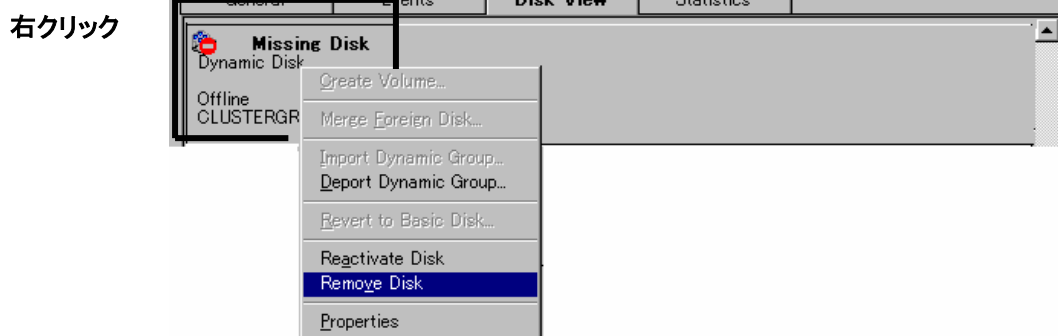 General Events Disk View Statistics
右クリック
Missing Disk
Dynamic Disk
Offline
CLUSTERGR
Create Volume...
Merge Foreign Disk...
Import Dynamic Group...
Deport Dynamic Group...
Revert to Basic Disk...
Reactivate Disk
Remove Disk
Properties